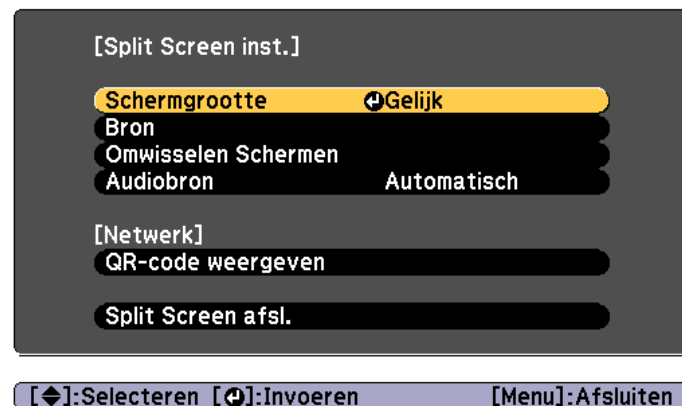 [Split Screen inst.]
Schermgrootte Gelijk
Bron
Omwisselen Schermen
Audiobron Automatisch
[Netwerk]
QR-code weergeven
Split Screen afsl.
[ ]:Selecteren [ ]:Invoeren [Menu]:Afsluiten